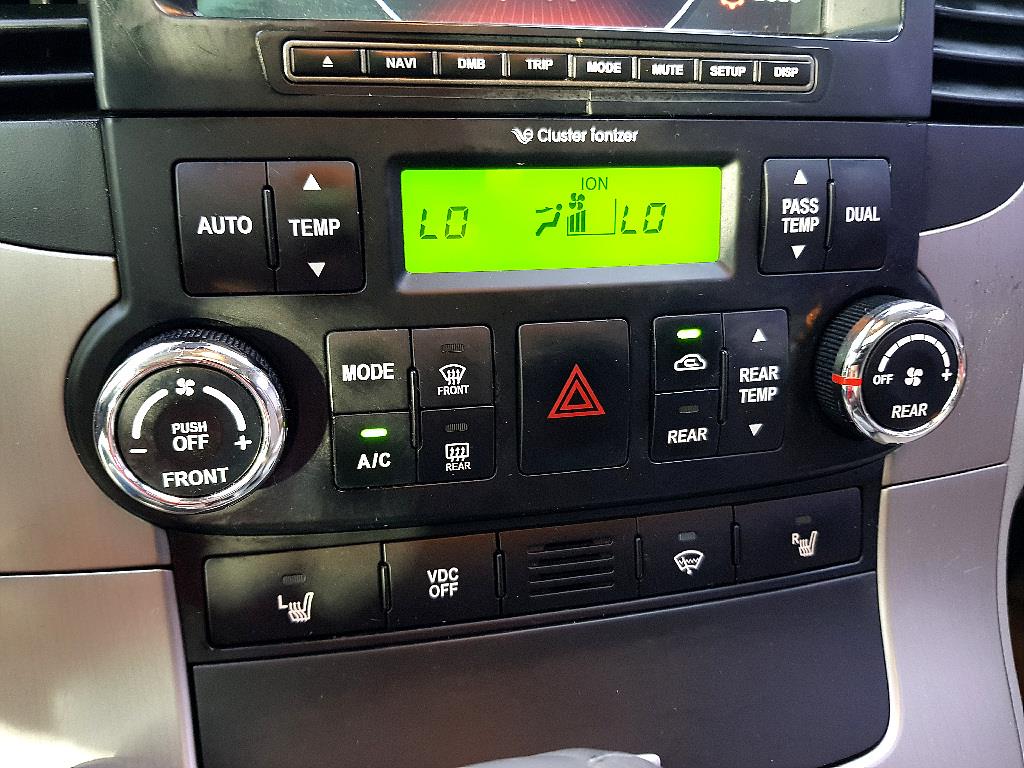 NAVI DMB TRIP MODE MUTE SETUP DISP
Cluster Ionizer
AUTO
TEMP
ION
LO LO
PASS
TEMP
DUAL
PUSH
OFF
FRONT
MODE
FRONT
A/C
REAR
REAR
TEMP
REAR
OFF
REAR
L
VDC
OFF
R